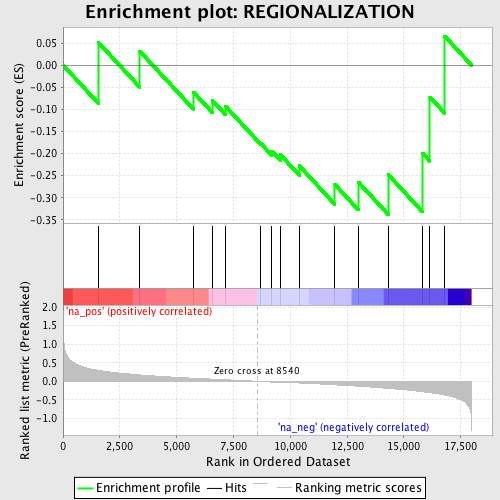 Enrichment plot: REGIONALIZATION
Enrichment score (ES)
0.05
0.00
-0.05
-0.10
-0.15
-0.20
-0.25
-0.30
-0.35
'na_pos' (positively correlated)
Ranked list metric (PreRanked)
2.0
1.5
1.0
0.5
0.0
-0.5
-1.0
Zero cross at 8540
'na_neg' (negatively correlated)
0 2,500 5,000 7,500 10,000 12,500 15,000 17,500
Rank in Ordered Dataset
Enrichment profile Hits Ranking metric scores